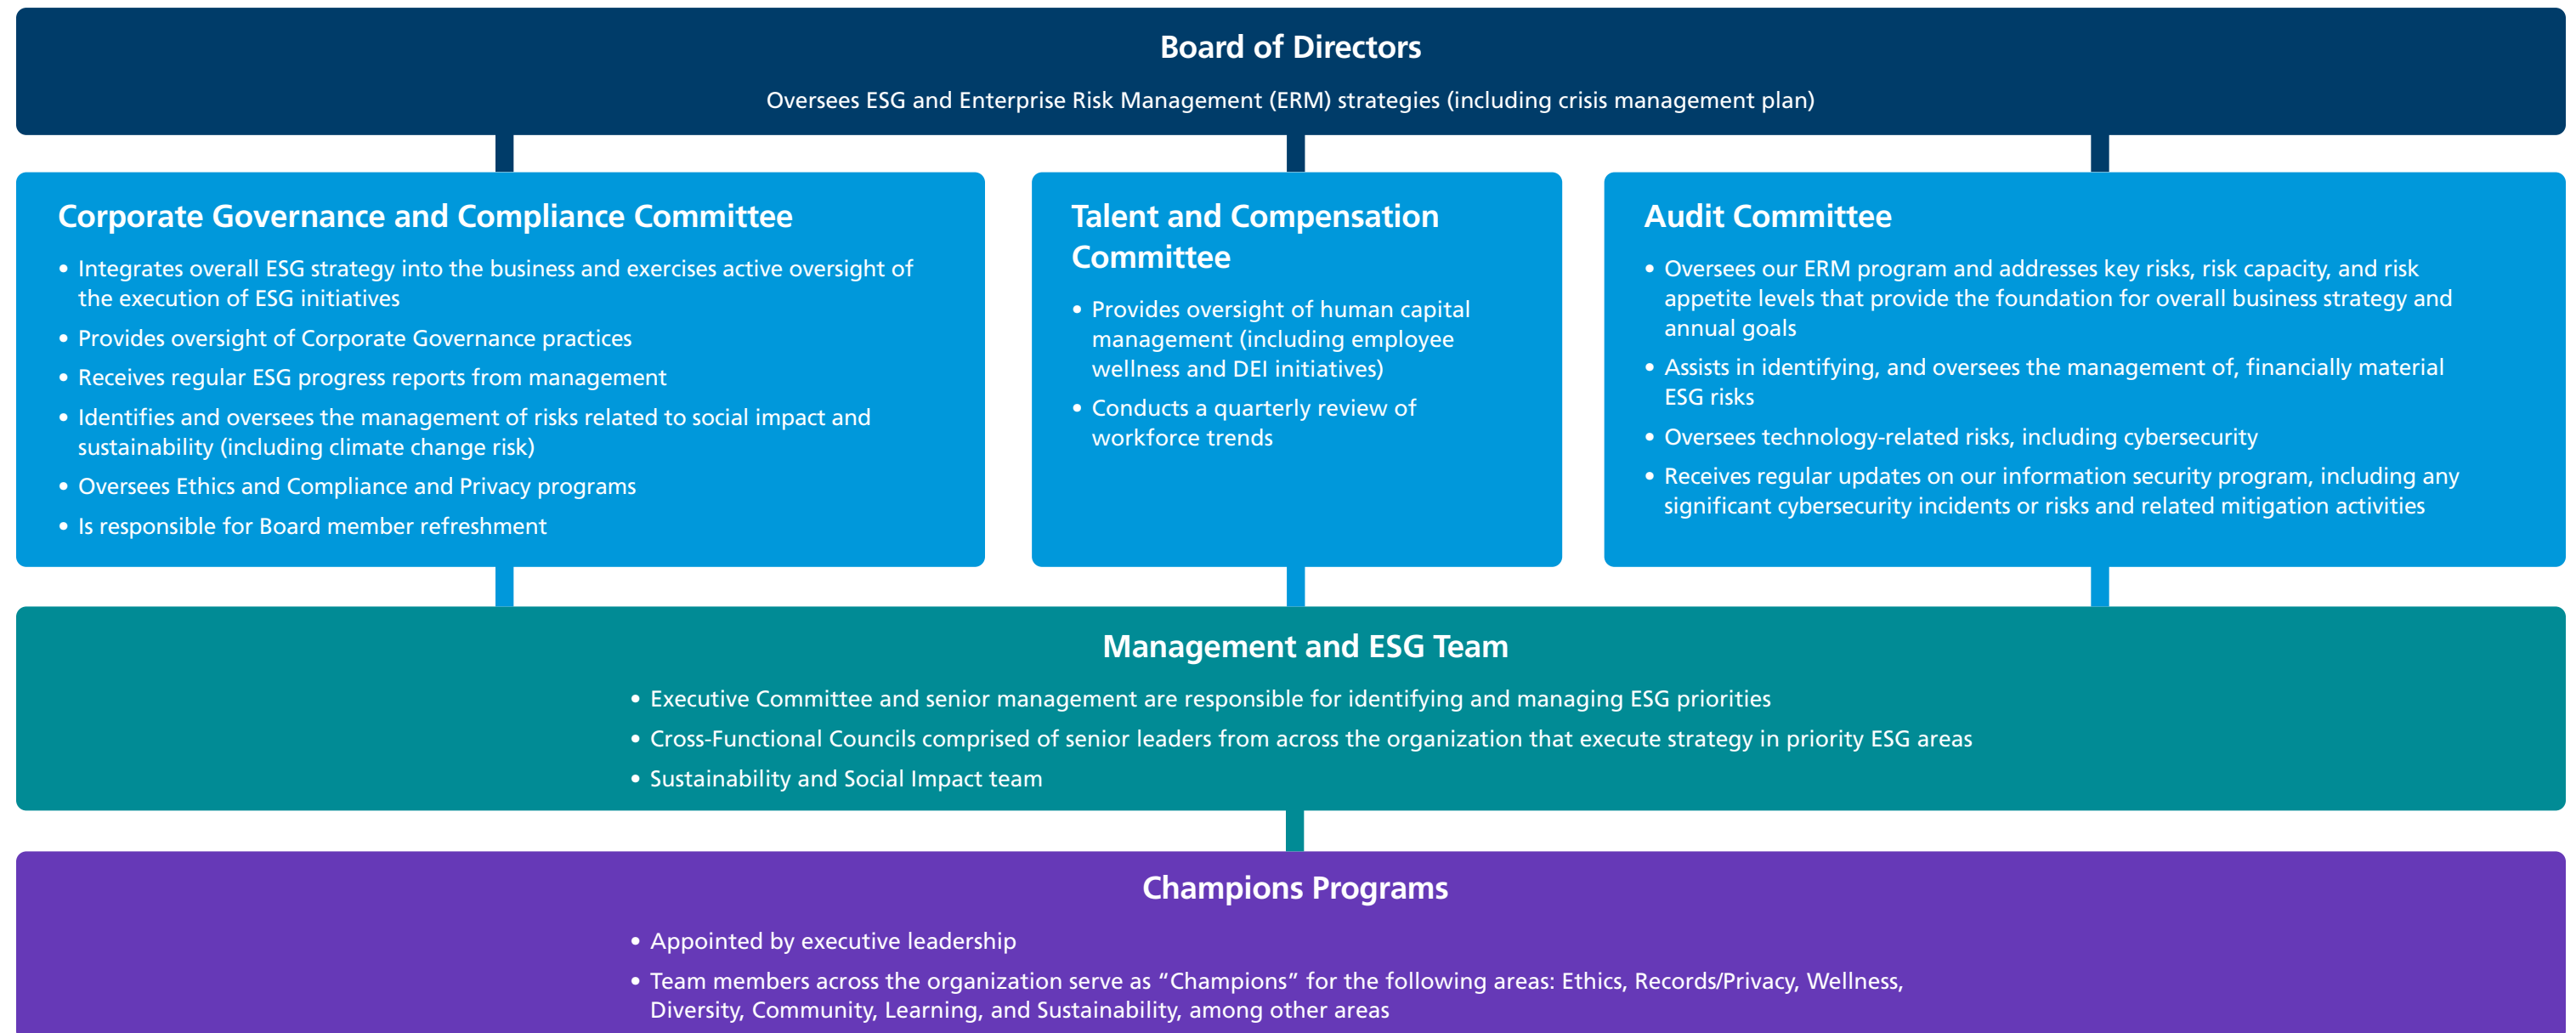 Board of Directors
Oversees ESG and Enterprise Risk Management (ERM) strategies (including crisis management plan)
Corporate Governance and Compliance Committee
• Integrates overall ESG strategy into the business and exercises active oversight of
the execution of ESG initiatives
• Provides oversight of Corporate Governance practices
• Receives regular ESG progress reports from management
• Identifies and oversees the management of risks related to social impact and
sustainability (including climate change risk)
• Oversees Ethics and Compliance and Privacy programs
• Is responsible for Board member refreshment
Talent and Compensation
Committee
• Provides oversight of human capital
management (including employee
wellness and DEI initiatives)
• Conducts a quarterly review of
workforce trends
Audit Committee
• Oversees our ERM program and addresses key risks, risk capacity, and risk
appetite levels that provide the foundation for overall business strategy and
annual goals
• Assists in identifying, and oversees the management of, financially material
ESG risks
• Oversees technology-related risks, including cybersecurity
• Receives regular updates on our information security program, including any
significant cybersecurity incidents or risks and related mitigation activities
Management and ESG Team
• Executive Committee and senior management are responsible for identifying and managing ESG priorities
• Cross-Functional Councils comprised of senior leaders from across the organization that execute strategy in priority ESG areas
• Sustainability and Social Impact team
Champions Programs
• Appointed by executive leadership
• Team members across the organization serve as “Champions” for the following areas: Ethics, Records/Privacy, Wellness,
Diversity, Community, Learning, and Sustainability, among other areas